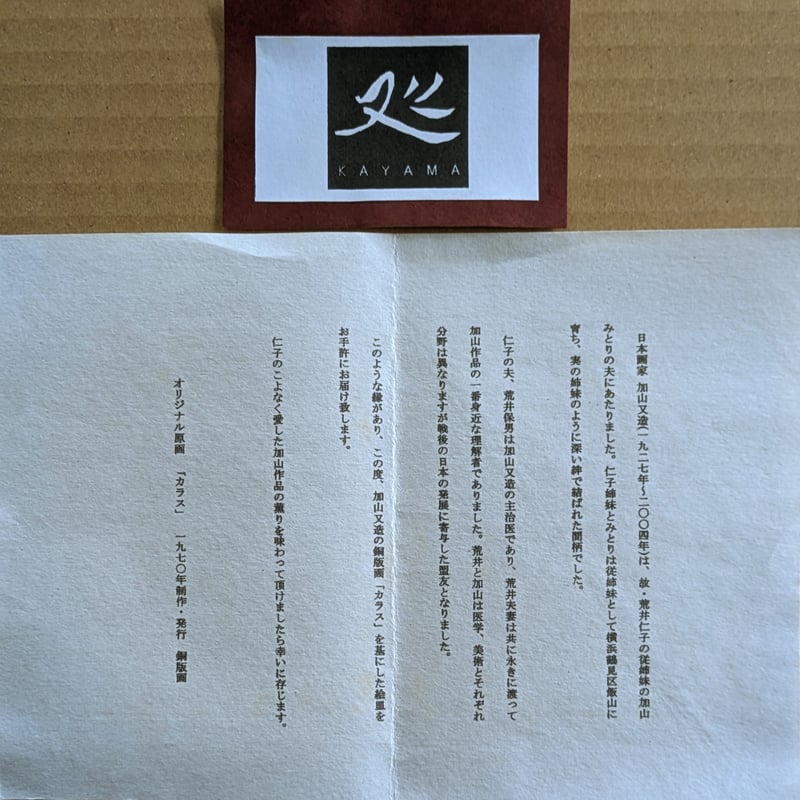 又造
KAYAMA
日本画家 加山又造(一九二七年～二〇〇四年)は、故・荒井仁子の従姉妹の加山
みとりの夫にあたりました。仁子姉妹とみとりは従姉妹として横浜鶴見区飯山に
育ち、実の姉妹のように深い絆で結ばれた間柄でした。
仁子の夫、荒井保男は加山又造の主治医であり、荒井夫妻は共に永きに渡って
加山作品の一番身近な理解者でありました。荒井と加山は医学、美術とそれぞれ
分野は異なりますが戦後の日本の発展に寄与した盟友となりました。
このような縁があり、この度、加山又造の銅版画「カラス」を基にした絵皿を
お手許にお届け致します。
仁子のこよなく愛した加山作品の薫りを味わって頂けましたら幸いに存じます。
オリジナル原画 「カラス」 一九七〇年制作・発行 銅版画